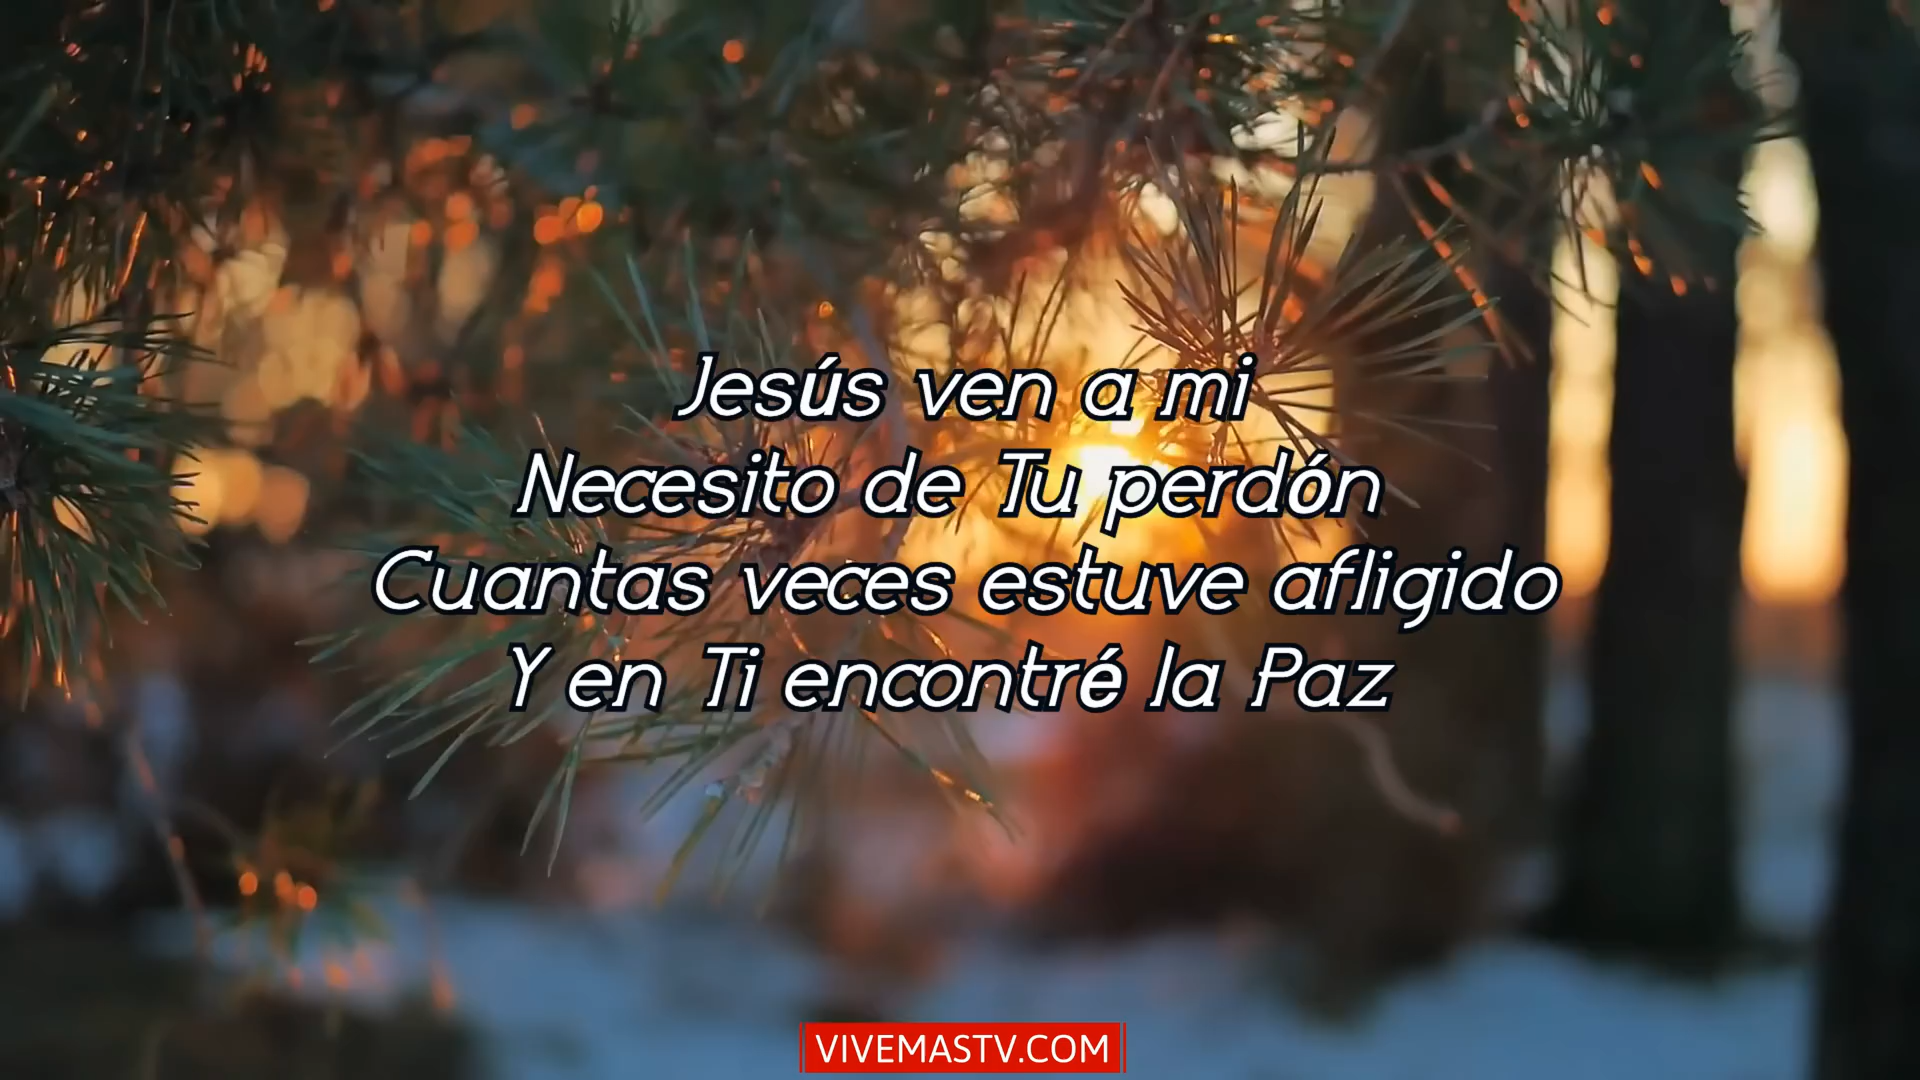 Jesús ven a mi
Necesito de Tu perdón
Cuantas veces estuve afligido
Y en Ti encontré la Paz
VIVEMASTV.COM